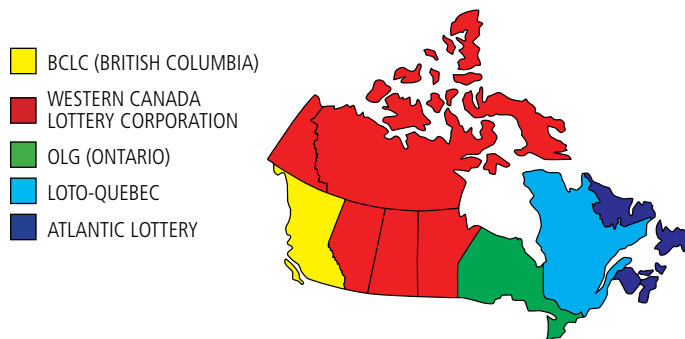 BCLC (BRITISH COLUMBIA)
WESTERN CANADA
LOTTERY CORPORATION
OLG (ONTARIO)
LOTO-QUEBEC
ATLANTIC LOTTERY